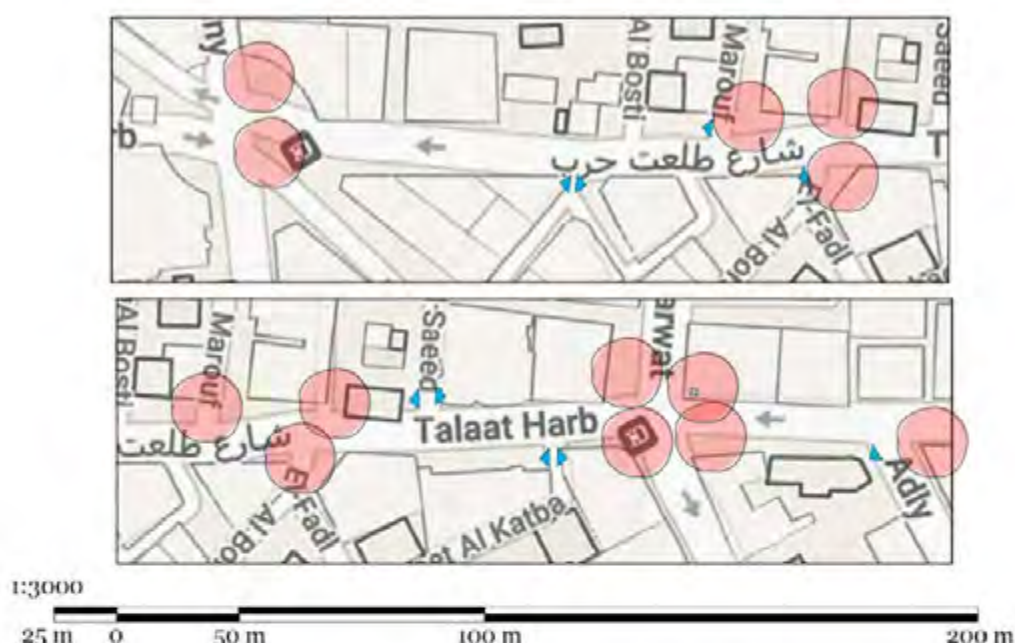 ny
Al Bosti
Marouf
Saeed
b
شارع طلعت حرب
T
El-Fadl
Al Bo
Al Bosti
Marouf
-Saeed
arwat
Talaat Harb
شارع طلعت
El-Fadl
Adly
Al Bo
et Al Katba
1:3000
25 m 0 50 m 100 m 200 m